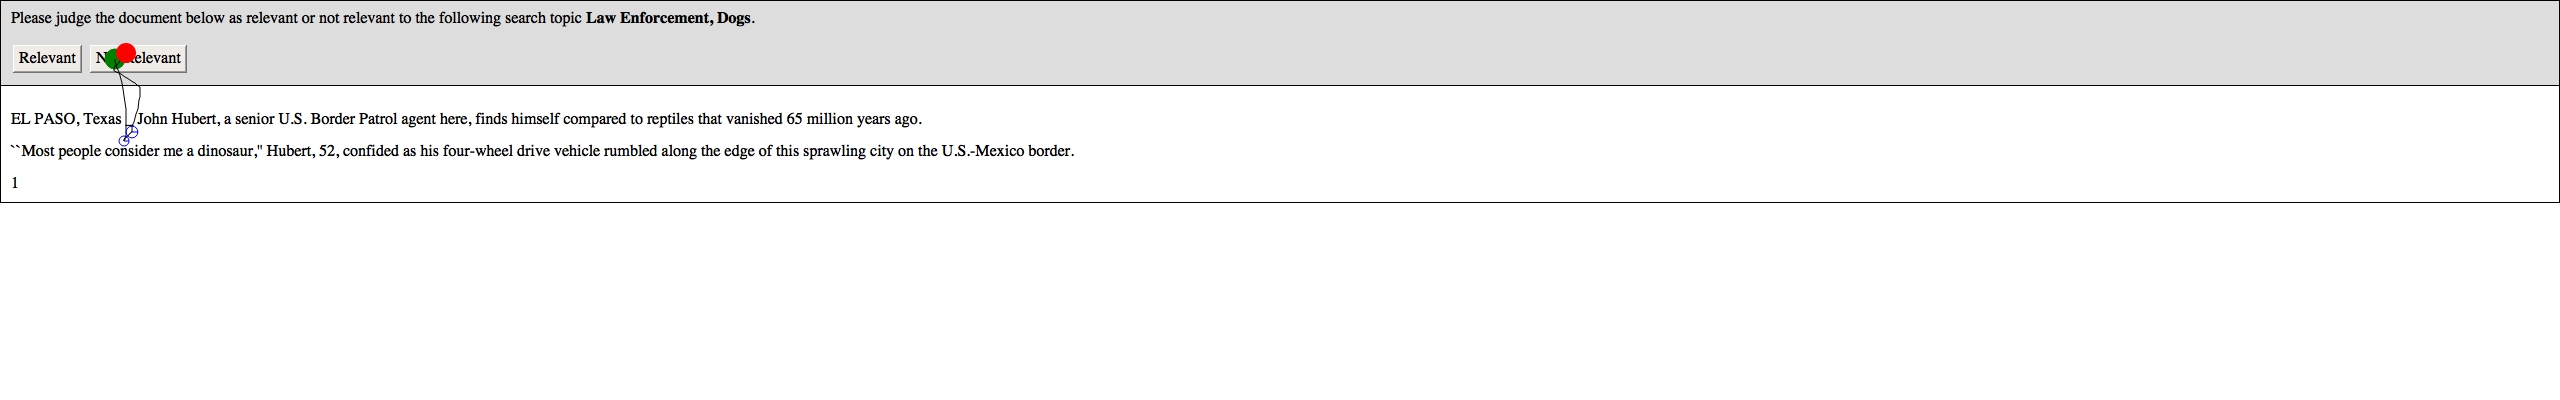 Please judge the document below as relevant or not relevant to the following search topic Law Enforcement, Dogs.
Relevant
EL PASO, Texas John Hubert, a senior U.S. Border Patrol agent here, finds himself compared to reptiles that vanished 65 million years ago.
``Most people consider me a dinosaur,'' Hubert, 52, confided as his four-wheel drive vehicle rumbled along the edge of this sprawling city on the U.S.-Mexico border.
1